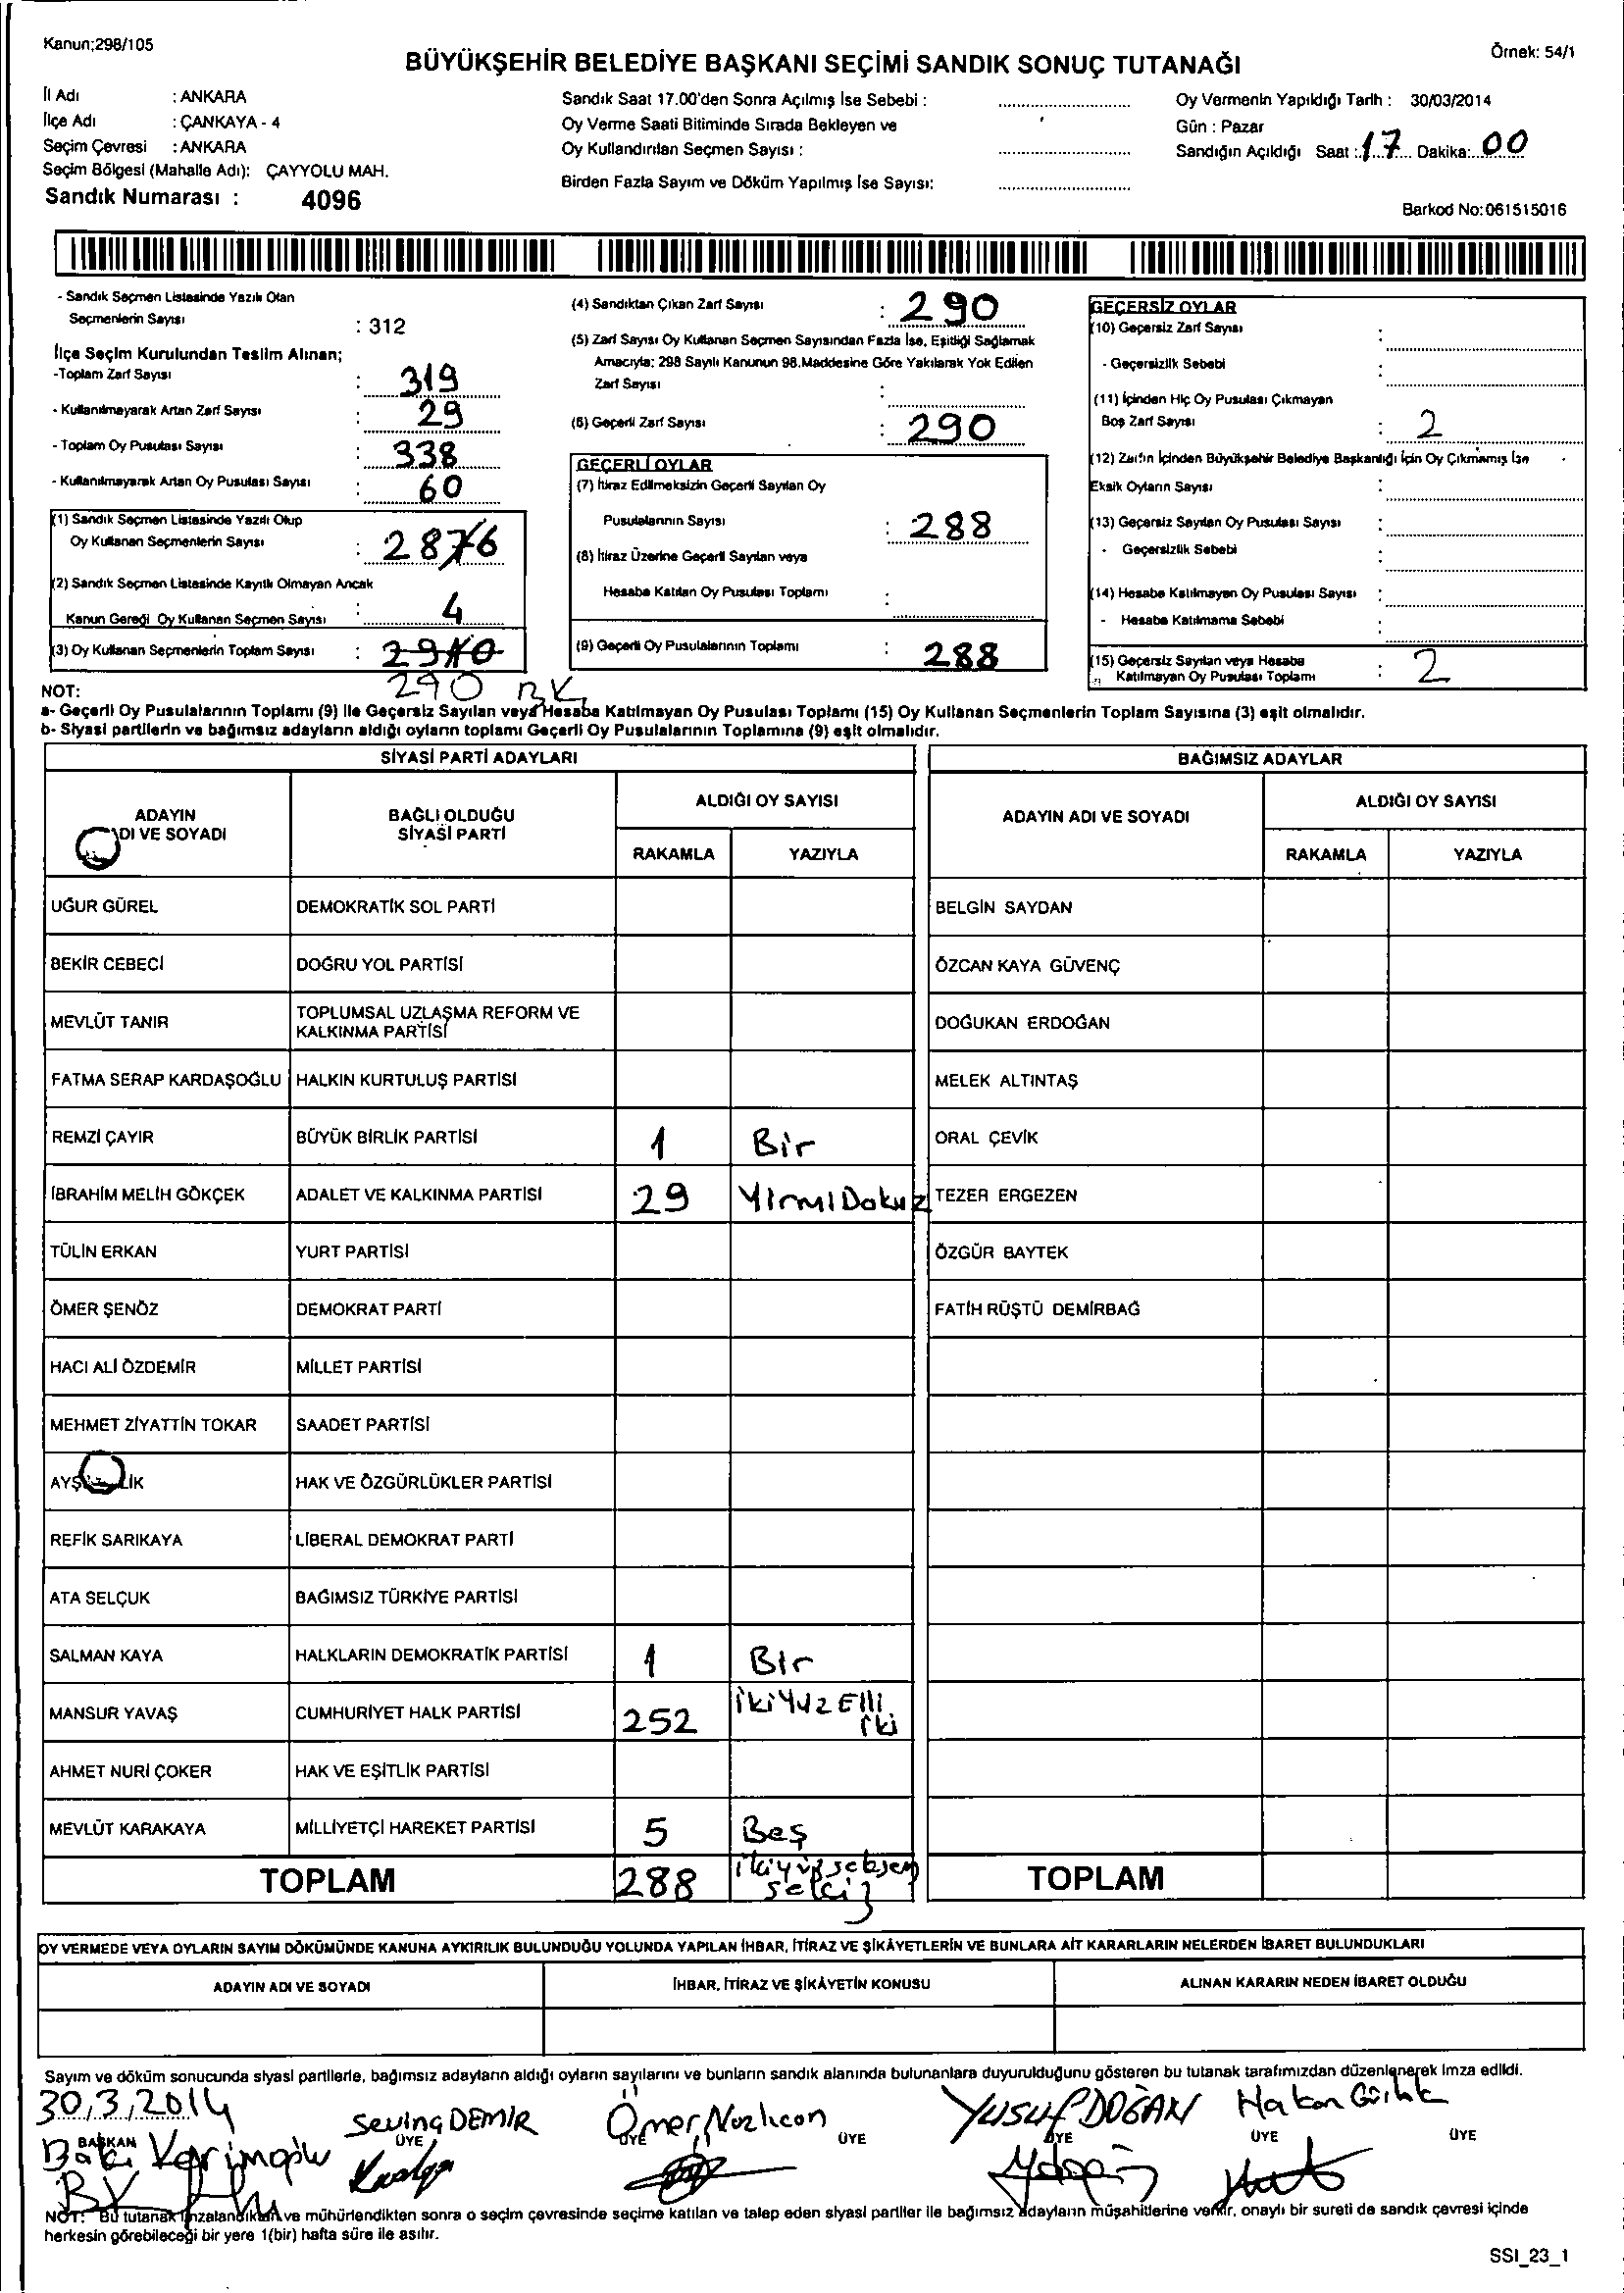 Kanun;298/105
Örnek: 54/1
BÜYÜKŞEHİR BELEDİYE BAŞKANI SEÇİMİ SANDIK SONUÇ TUTANAĞI
İl Adı : ANKARA
İlçe Adı : ÇANKAYA - 4
Seçim Çevresi : ANKARA
Seçim Bölgesi (Mahalle Adı): ÇAYYOLU MAH.
Sandık Numarası : 4096
Sandık Saat 17.00'den Sonra Açılmış İse Sebebi :
Oy Verme Saati Bitiminde Sırada Bekleyen ve
Oy Kullandırılan Seçmen Sayısı :
Birden Fazla Sayım ve Döküm Yapılmış İse Sayısı:
Oy Vermenin Yapıldığı Tarih : 30/03/2014
Gün : Pazar
Sandığın Açıldığı Saat : 17 Dakika: 00
Barkod No:061515016
- Sandık Seçmen Listesinde Yazılı Olan
Seçmenlerin Sayısı : 312
İlçe Seçim Kurulundan Teslim Alınan;
-Toplam Zarf Sayısı : 319
- Kullanılmayarak Artan Zarf Sayısı : 29
- Toplam Oy Pusulası Sayısı : 338
- Kullanılmayarak Artan Oy Pusulası Sayısı : 60
(1) Sandık Seçmen Listesinde Yazılı Olup
Oy Kullanan Seçmenlerin Sayısı : 2876
(2) Sandık Seçmen Listesinde Kayıtlı Olmayan Ancak
Kanun Gereği Oy Kullanan Seçmen Sayısı : 4
(3) Oy Kullanan Seçmenlerin Toplam Sayısı :
290 BK
(4) Sandıktan Çıkan Zarf Sayısı : 290
(5) Zarf Sayısı Oy Kullanan Seçmen Sayısından Fazla İse, Eşitliği Sağlamak
Amacıyla; 298 Sayılı Kanunun 98.Maddesine Göre Yakılarak Yok Edilen
Zarf Sayısı :
(6) Geçerli Zarf Sayısı : 290
GEÇERLİ OYLAR
(7) İtiraz Edilmeksizin Geçerli Sayılan Oy
Pusulalarının Sayısı : 288
(8) İtiraz Üzerine Geçerli Sayılan veya
Hesaba Katılan Oy Pusulası Toplamı :
(9) Geçerli Oy Pusulalarının Toplamı : 288
GEÇERSİZ OYLAR
(10) Geçersiz Zarf Sayısı :
- Geçersizlik Sebebi :
(11) İçinden Hiç Oy Pusulası Çıkmayan
Boş Zarf Sayısı : 2
(12) Zarfın İçinden Büyükşehir Belediye Başkanlığı İçin Oy Çıkmamış İse
Eksik Oyların Sayısı :
(13) Geçersiz Sayılan Oy Pusulası Sayısı :
- Geçersizlik Sebebi :
(14) Hesaba Katılmayan Oy Pusulası Sayısı :
- Hesaba Katılmama Sebebi :
(15) Geçersiz Sayılan veya Hesaba
Katılmayan Oy Pusulası Toplamı : 2
NOT:
a- Geçerli Oy Pusulalarının Toplamı (9) ile Geçersiz Sayılan veya Hesaba Katılmayan Oy Pusulası Toplamı (15) Oy Kullanan Seçmenlerin Toplam Sayısına (3) eşit olmalıdır.
b- Siyasi partilerin ve bağımsız adayların aldığı oyların toplamı Geçerli Oy Pusulalarının Toplamına (9) eşit olmalıdır.
SİYASİ PARTİ ADAYLARI
BAĞIMSIZ ADAYLAR
ADAYIN ADI VE SOYADI
BAĞLI OLDUĞU SİYASİ PARTİ
ALDIĞI OY SAYISI
RAKAMLA YAZIYLA
ADAYIN ADI VE SOYADI
ALDIĞI OY SAYISI
RAKAMLA YAZIYLA
UĞUR GÜREL DEMOKRATİK SOL PARTİ BELGİN SAYDAN
BEKİR CEBECİ DOĞRU YOL PARTİSİ ÖZCAN KAYA GÜVENÇ
MEVLÜT TANIR TOPLUMSAL UZLAŞMA REFORM VE KALKINMA PARTİSİ DOĞUKAN ERDOĞAN
FATMA SERAP KARDAŞOĞLU HALKIN KURTULUŞ PARTİSİ MELEK ALTINTAŞ
REMZİ ÇAYIR BÜYÜK BİRLİK PARTİSİ 1 Bir ORAL ÇEVİK
İBRAHİM MELİH GÖKÇEK ADALET VE KALKINMA PARTİSİ 29 YirmiDokuz TEZER ERGEZEN
TÜLİN ERKAN YURT PARTİSİ ÖZGÜR BAYTEK
ÖMER ŞENÖZ DEMOKRAT PARTİ FATİH RÜŞTÜ DEMİRBAĞ
HACI ALİ ÖZDEMİR MİLLET PARTİSİ
MEHMET ZİYATTİN TOKAR SAADET PARTİSİ
HAK VE ÖZGÜRLÜKLER PARTİSİ
REFİK SARIKAYA LİBERAL DEMOKRAT PARTİ
ATA SELÇUK BAĞIMSIZ TÜRKİYE PARTİSİ
SALMAN KAYA HALKLARIN DEMOKRATİK PARTİSİ 1 Bir
MANSUR YAVAŞ CUMHURİYET HALK PARTİSİ 252 İkiYüz Elli iki
AHMET NURİ ÇOKER HAK VE EŞİTLİK PARTİSİ
MEVLÜT KARAKAYA MİLLİYETÇİ HAREKET PARTİSİ 5 Beş
TOPLAM 288 ikiyüzseksen sekiz TOPLAM
OY VERMEDE VEYA OYLARIN SAYIM DÖKÜMÜNDE KANUNA AYKIRILIK BULUNDUĞU YOLUNDA YAPILAN İHBAR, İTİRAZ VE ŞİKÂYETLERİN VE BUNLARA AİT KARARLARIN NELERDEN İBARET BULUNDUKLARI
ADAYIN ADI VE SOYADI İHBAR, İTİRAZ VE ŞİKÂYETİN KONUSU ALINAN KARARIN NEDEN İBARET OLDUĞU
Sayım ve döküm sonucunda siyasi partilerle, bağımsız adayların aldığı oyların sayılarını ve bunların sandık alanında bulunanlara duyurulduğunu gösteren bu tutanak tarafımızdan düzenlenerek imza edildi.
30.3.2014
Sevinç DEMİR Ömer Yusuf DOĞAN Hakan
BAŞKAN ÜYE ÜYE ÜYE ÜYE ÜYE ÜYE
Baki Kerimoğlu
BK
NOT: Bu tutanak imzalandıktan ve mühürlendikten sonra o seçim çevresinde seçime katılan ve talep eden siyasi partiler ile bağımsız adayların müşahitlerine verilir, onaylı bir sureti de sandık çevresi içinde
herkesin görebileceği bir yere 1(bir) hafta süre ile asılır.
SSI_23_1